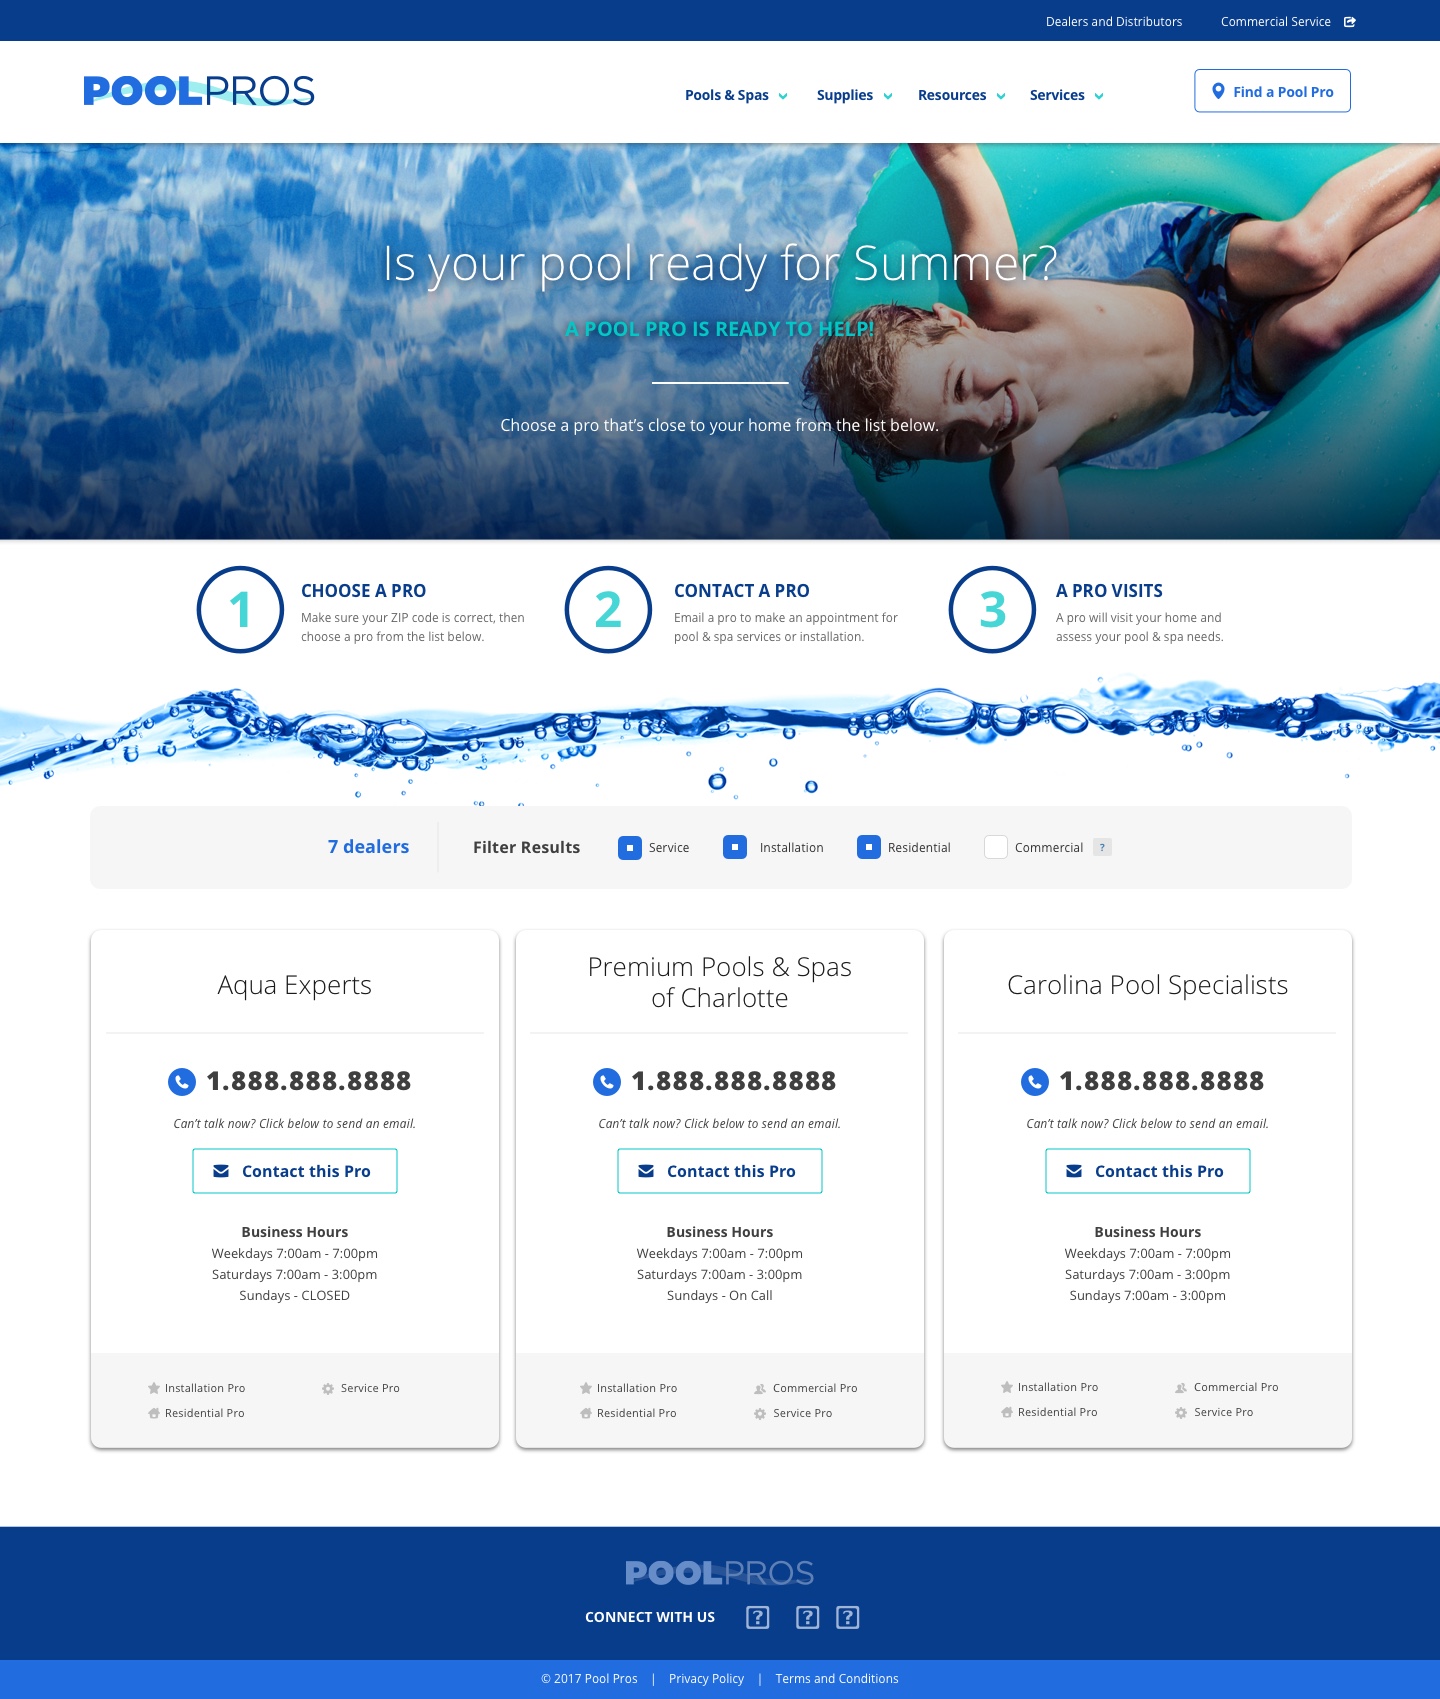 Dealers and Distributors
Commercial Service
POOLPROS
Pools & Spas
Supplies
Resources
Services
Find a Pool Pro
Is your pool ready for Summer?
A POOL PRO IS READY TO HELP!
Choose a pro that’s close to your home from the list below.
1
CHOOSE A PRO
Make sure your ZIP code is correct, then
choose a pro from the list below.
2
CONTACT A PRO
Email a pro to make an appointment for
pool & spa services or installation.
3
A PRO VISITS
A pro will visit your home and
assess your pool & spa needs.
7 dealers
Filter Results
Service
Installation
Residential
Commercial
?
Aqua Experts
1.888.888.8888
Can’t talk now? Click below to send an email.
Contact this Pro
Business Hours
Weekdays 7:00am - 7:00pm
Saturdays 7:00am - 3:00pm
Sundays - CLOSED
Installation Pro
Service Pro
Residential Pro
Premium Pools & Spas
of Charlotte
1.888.888.8888
Can’t talk now? Click below to send an email.
Contact this Pro
Business Hours
Weekdays 7:00am - 7:00pm
Saturdays 7:00am - 3:00pm
Sundays - On Call
Installation Pro
Commercial Pro
Residential Pro
Service Pro
Carolina Pool Specialists
1.888.888.8888
Can’t talk now? Click below to send an email.
Contact this Pro
Business Hours
Weekdays 7:00am - 7:00pm
Saturdays 7:00am - 3:00pm
Sundays 7:00am - 3:00pm
Installation Pro
Commercial Pro
Residential Pro
Service Pro
POOLPROS
CONNECT WITH US
?
?
?
© 2017 Pool Pros | Privacy Policy | Terms and Conditions